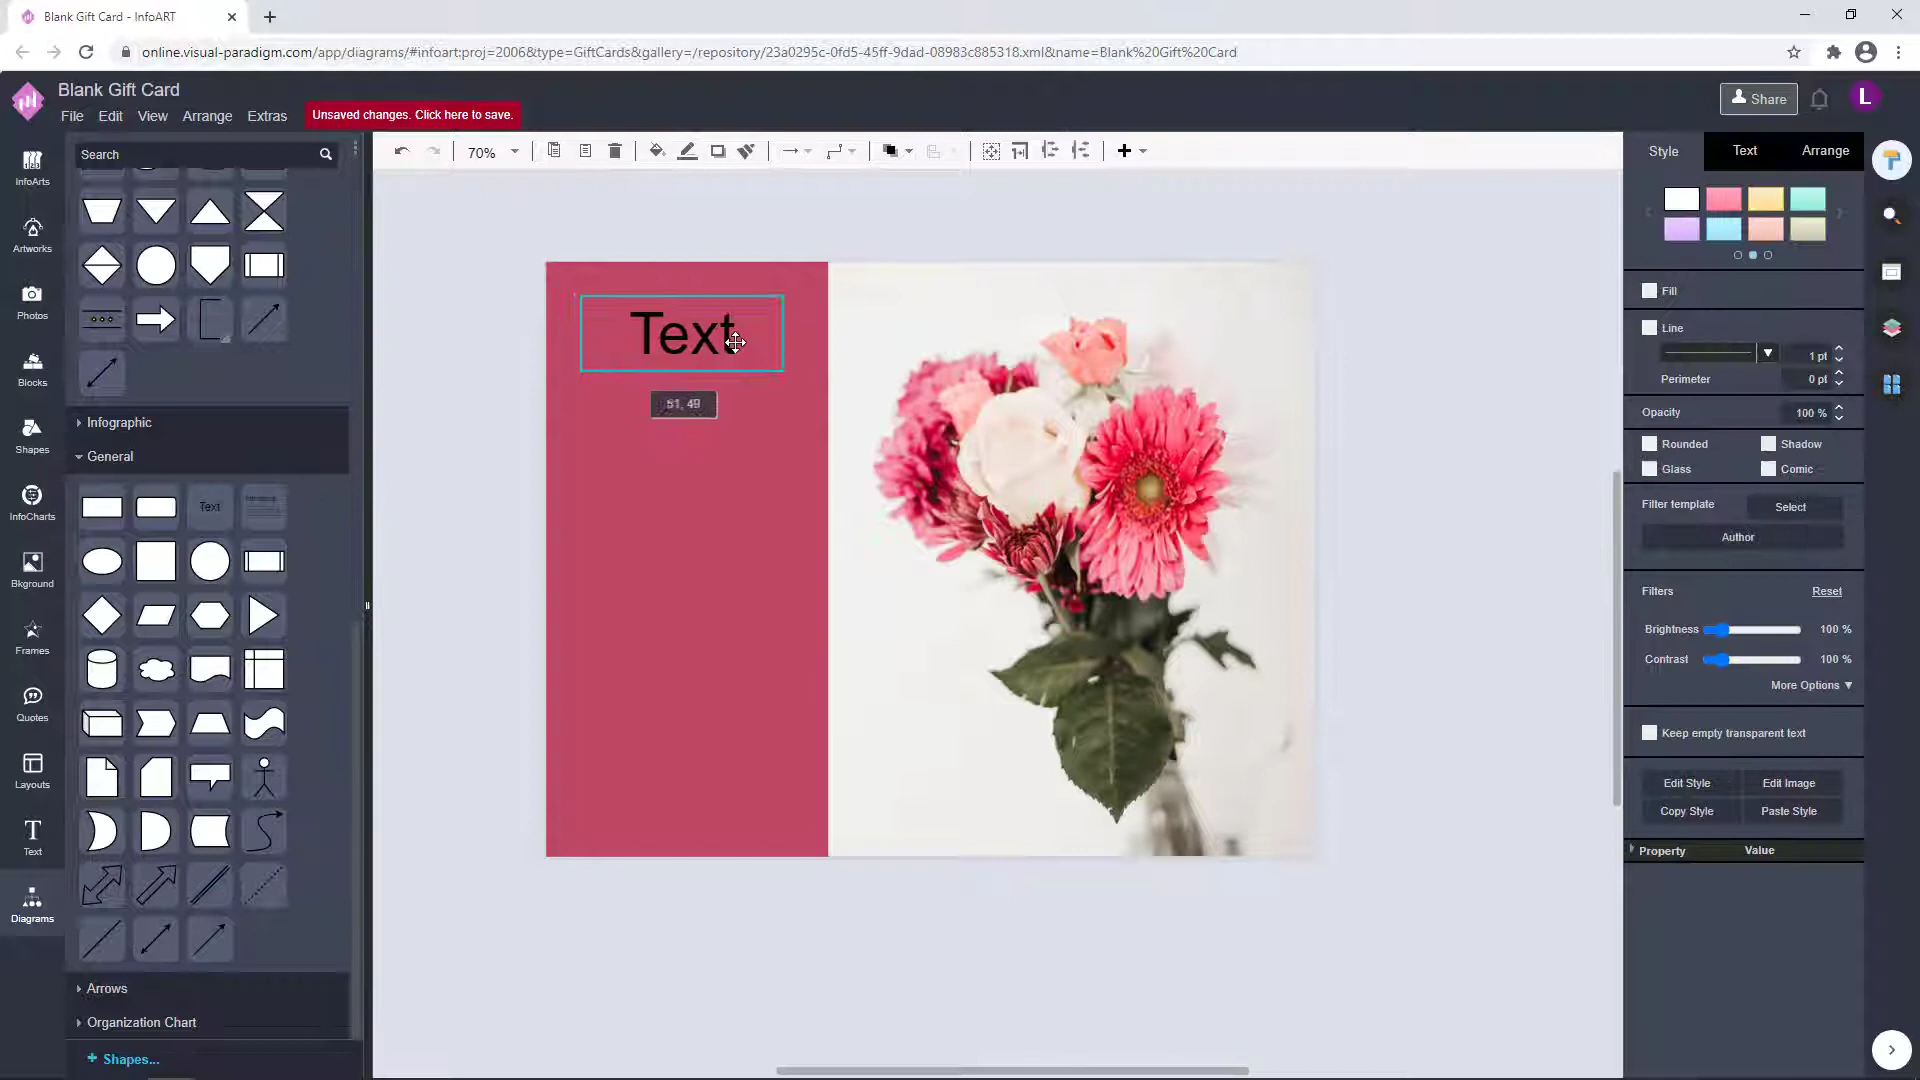 Blank Gift Card - InfoART
online.visual-paradigm.com/app/diagrams/#infoart:proj=2006&type=GiftCards&gallery=/repository/23a0295c-0fd5-45ff-9dad-08983c885318.xml&name=Blank%20Gift%20Card
Blank Gift Card
File Edit View Arrange Extras
Unsaved changes. Click here to save.
Share
L
Search
70%
Style Text Arrange
InfoArts
Artworks
Photos
Blocks
Shapes
InfoCharts
Bkground
Frames
Quotes
Layouts
Text
Diagrams
Infographic
General
Text
Arrows
Organization Chart
+ Shapes...
Text
51, 49
Fill
Line
1 pt
Perimeter 0 pt
Opacity 100 %
Rounded Shadow
Glass Comic
Filter template Select
Author
Filters Reset
Brightness 100 %
Contrast 100 %
More Options
Keep empty transparent text
Edit Style Edit Image
Copy Style Paste Style
Property Value